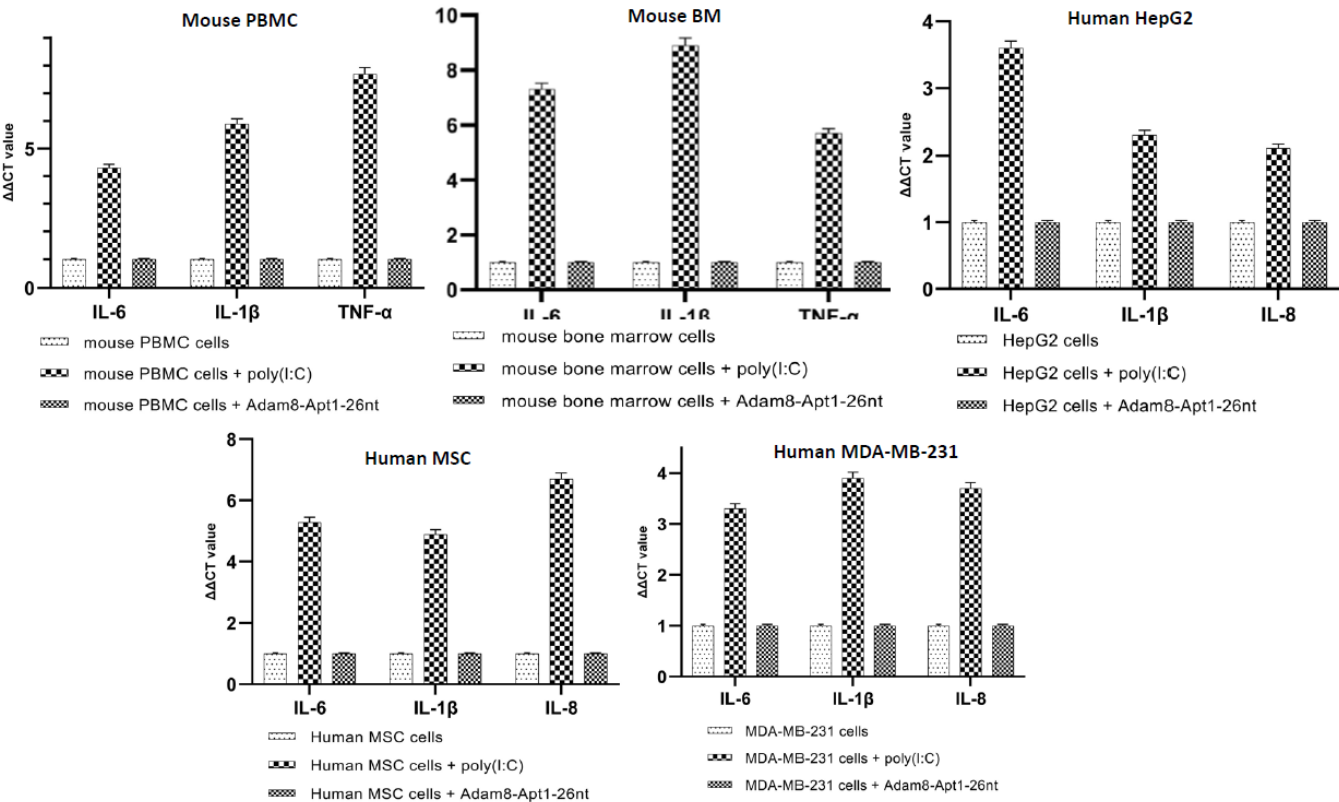 Mouse PBMC
ΔΔCT value
5
0
IL-6 IL-1β TNF-α
mouse PBMC cells
mouse PBMC cells + poly(I:C)
mouse PBMC cells + Adam8-Apt1-26nt
Mouse BM
10
8
6
4
2
0
IL-6 IL-1β TNF-α
mouse bone marrow cells
mouse bone marrow cells + poly(I:C)
mouse bone marrow cells + Adam8-Apt1-26nt
Human HepG2
ΔΔCT value
4
3
2
1
0
IL-6 IL-1β IL-8
HepG2 cells
HepG2 cells + poly(I:C)
HepG2 cells + Adam8-Apt1-26nt
Human MSC
ΔΔCT value
8
6
4
2
0
IL-6 IL-1β IL-8
Human MSC cells
Human MSC cells + poly(I:C)
Human MSC cells + Adam8-Apt1-26nt
Human MDA-MB-231
ΔΔCT value
4
3
2
1
0
IL-6 IL-1β IL-8
MDA-MB-231 cells
MDA-MB-231 cells + poly(I:C)
MDA-MB-231 cells + Adam8-Apt1-26nt